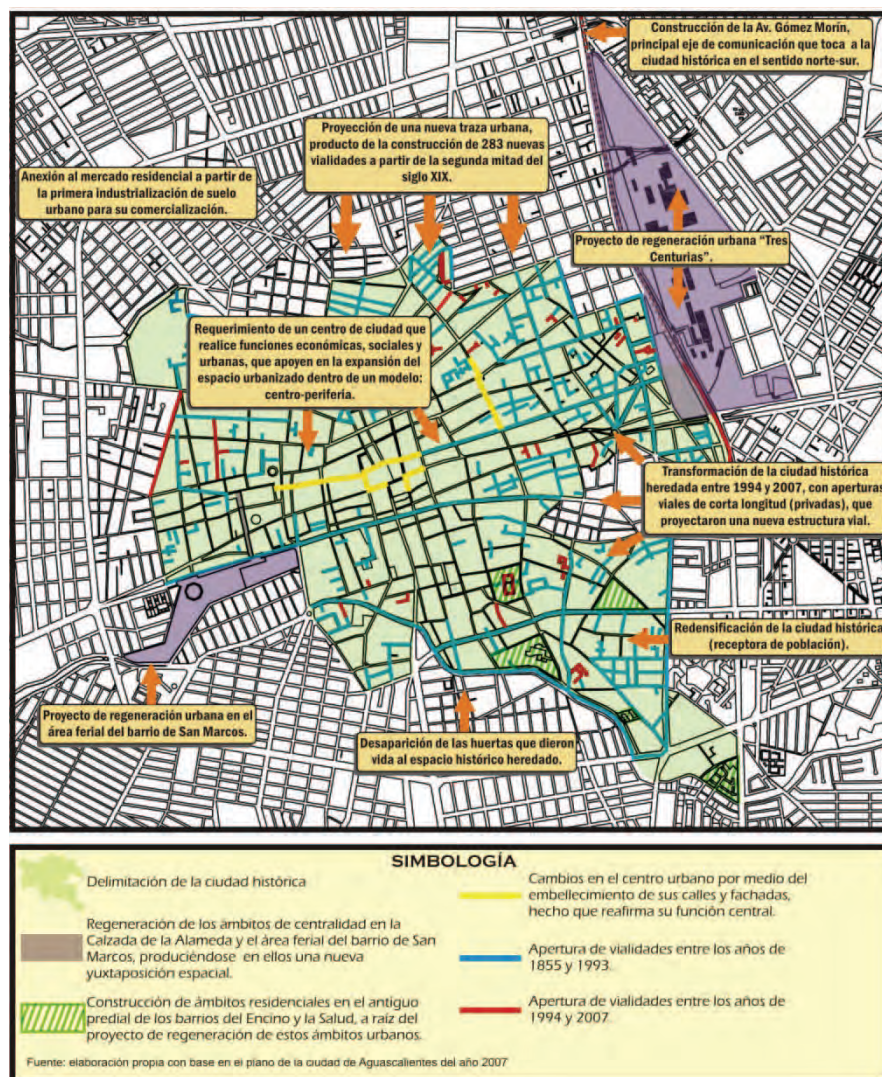 Construcción de la Av. Gómez Morín,
principal eje de comunicación que toca a la
ciudad histórica en el sentido norte-sur.
Proyección de una nueva traza urbana,
producto de la construcción de 283 nuevas
vialidades a partir de la segunda mitad del
siglo XIX.
Anexión al mercado residencial a partir de
la primera industrialización de suelo
urbano para su comercialización.
Proyecto de regeneración urbana “Tres
Centurias”.
Requerimiento de un centro de ciudad que
realice funciones económicas, sociales y
urbanas, que apoyen en la expansión del
espacio urbanizado dentro de un modelo:
centro-periferia.
Transformación de la ciudad histórica
heredada entre 1994 y 2007, con aperturas
viales de corta longitud (privadas), que
proyectaron una nueva estructura vial.
Redensificación de la ciudad histórica
(receptora de población).
Proyecto de regeneración urbana en el
área ferial del barrio de San Marcos.
Desaparición de las huertas que dieron
vida al espacio histórico heredado.
SIMBOLOGÍA
Delimitación de la ciudad histórica
Regeneración de los ámbitos de centralidad en la
Calzada de la Alameda y el área ferial del barrio de San
Marcos, produciéndose en ellos una nueva
yuxtaposición espacial.
Construcción de ámbitos residenciales en el antiguo
predial de los barrios del Encino y la Salud, a raíz del
proyecto de regeneración de estos ámbitos urbanos.
Cambios en el centro urbano por medio del
embellecimiento de sus calles y fachadas,
hecho que reafirma su función central.
Apertura de vialidades entre los años de
1855 y 1993.
Apertura de vialidades entre los años de
1994 y 2007.
Fuente: elaboración propia con base en el plano de la ciudad de Aguascalientes del año 2007